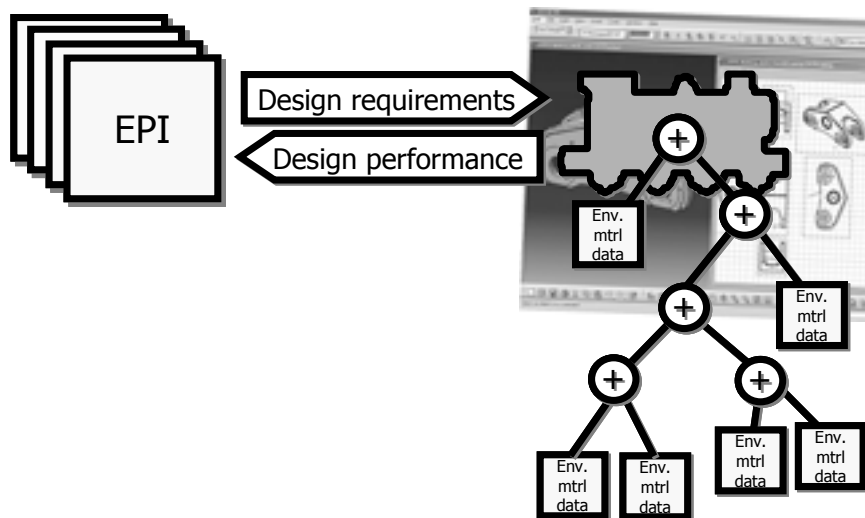 EPI
Design requirements
Design performance
+
+
Env.
mtrl
data
+
Env.
mtrl
data
+
+
Env.
mtrl
data
Env.
mtrl
data
Env.
mtrl
data
Env.
mtrl
data